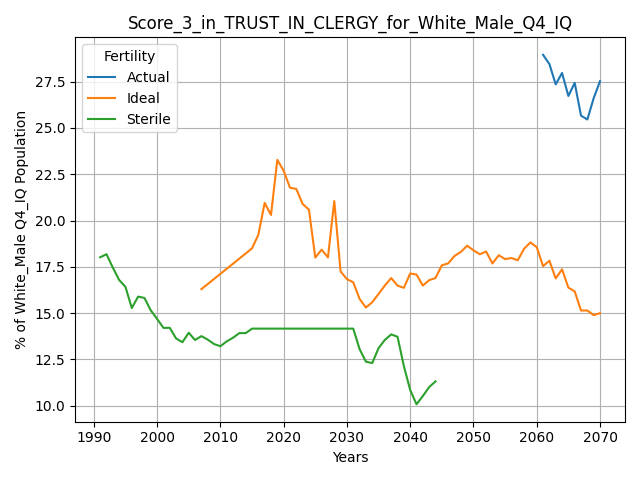 Score_3_in_TRUST_IN_CLERGY_for_White_Male_Q4_IQ
Fertility
Actual
Ideal
Sterile
% of White_Male Q4_IQ Population
27.5
25.0
22.5
20.0
17.5
15.0
12.5
10.0
1990 2000 2010 2020 2030 2040 2050 2060 2070
Years